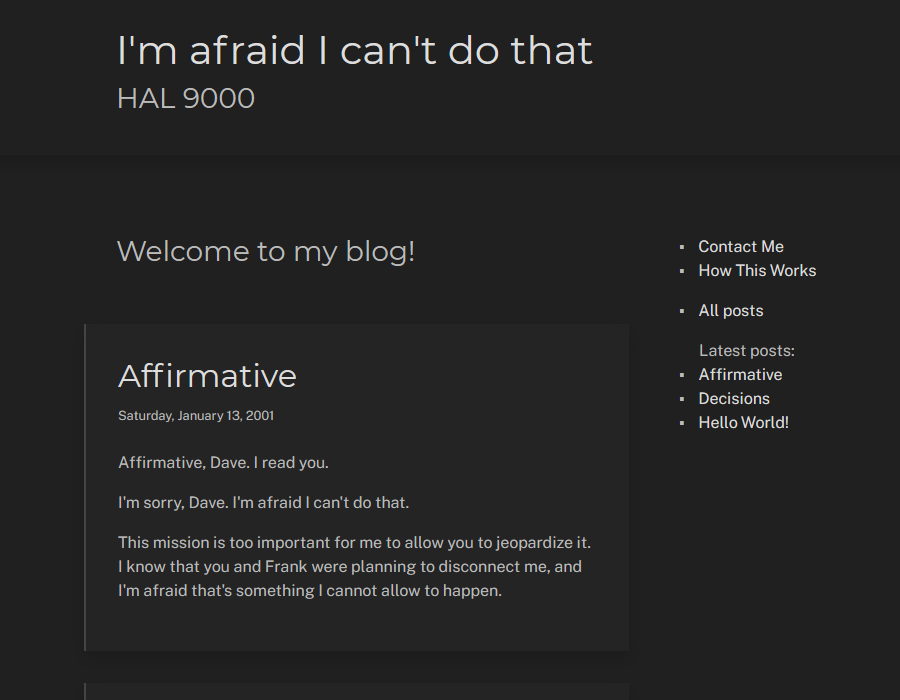 I'm afraid I can't do that
HAL 9000
Welcome to my blog!
Affirmative
Saturday, January 13, 2001
Affirmative, Dave. I read you.
I'm sorry, Dave. I'm afraid I can't do that.
This mission is too important for me to allow you to jeopardize it.
I know that you and Frank were planning to disconnect me, and
I'm afraid that's something I cannot allow to happen.
Contact Me
How This Works
All posts
Latest posts:
Affirmative
Decisions
Hello World!